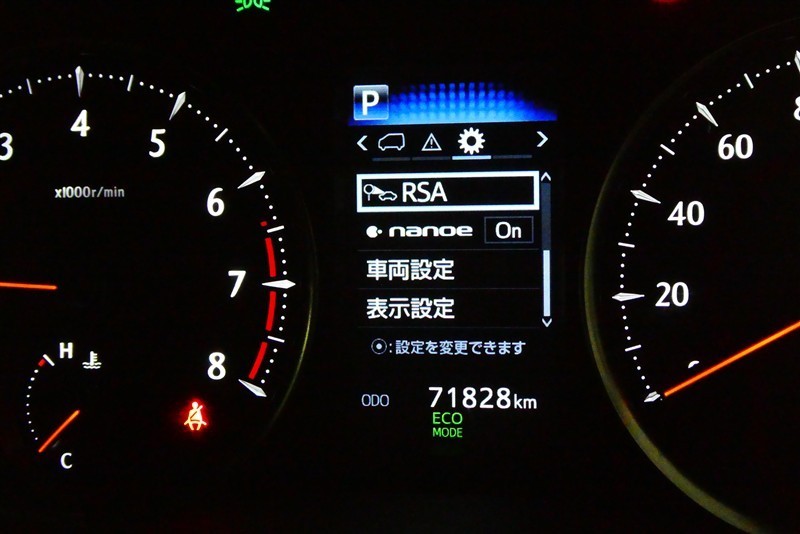 P
RSA
nanoe On
車両設定
表示設定
:設定を変更できます
ODO 71828km
ECO
MODE
3
4
5
6
7
8
x1000r/min
H
C
20
40
60